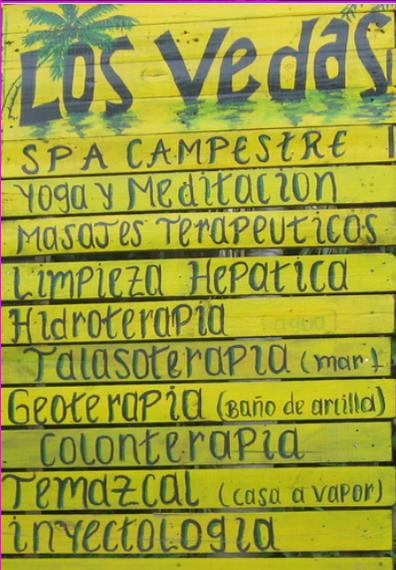 Los Vedas
SPA CAMPESTRE
Yoga y Meditacion
Masajes Terapeuticos
Limpieza Hepatica
Hidroterapia
Talasoterapia (mar)
Geoterapia (Baño de arcilla)
Colonterapia
Temazcal (casa a vapor)
inyectologia